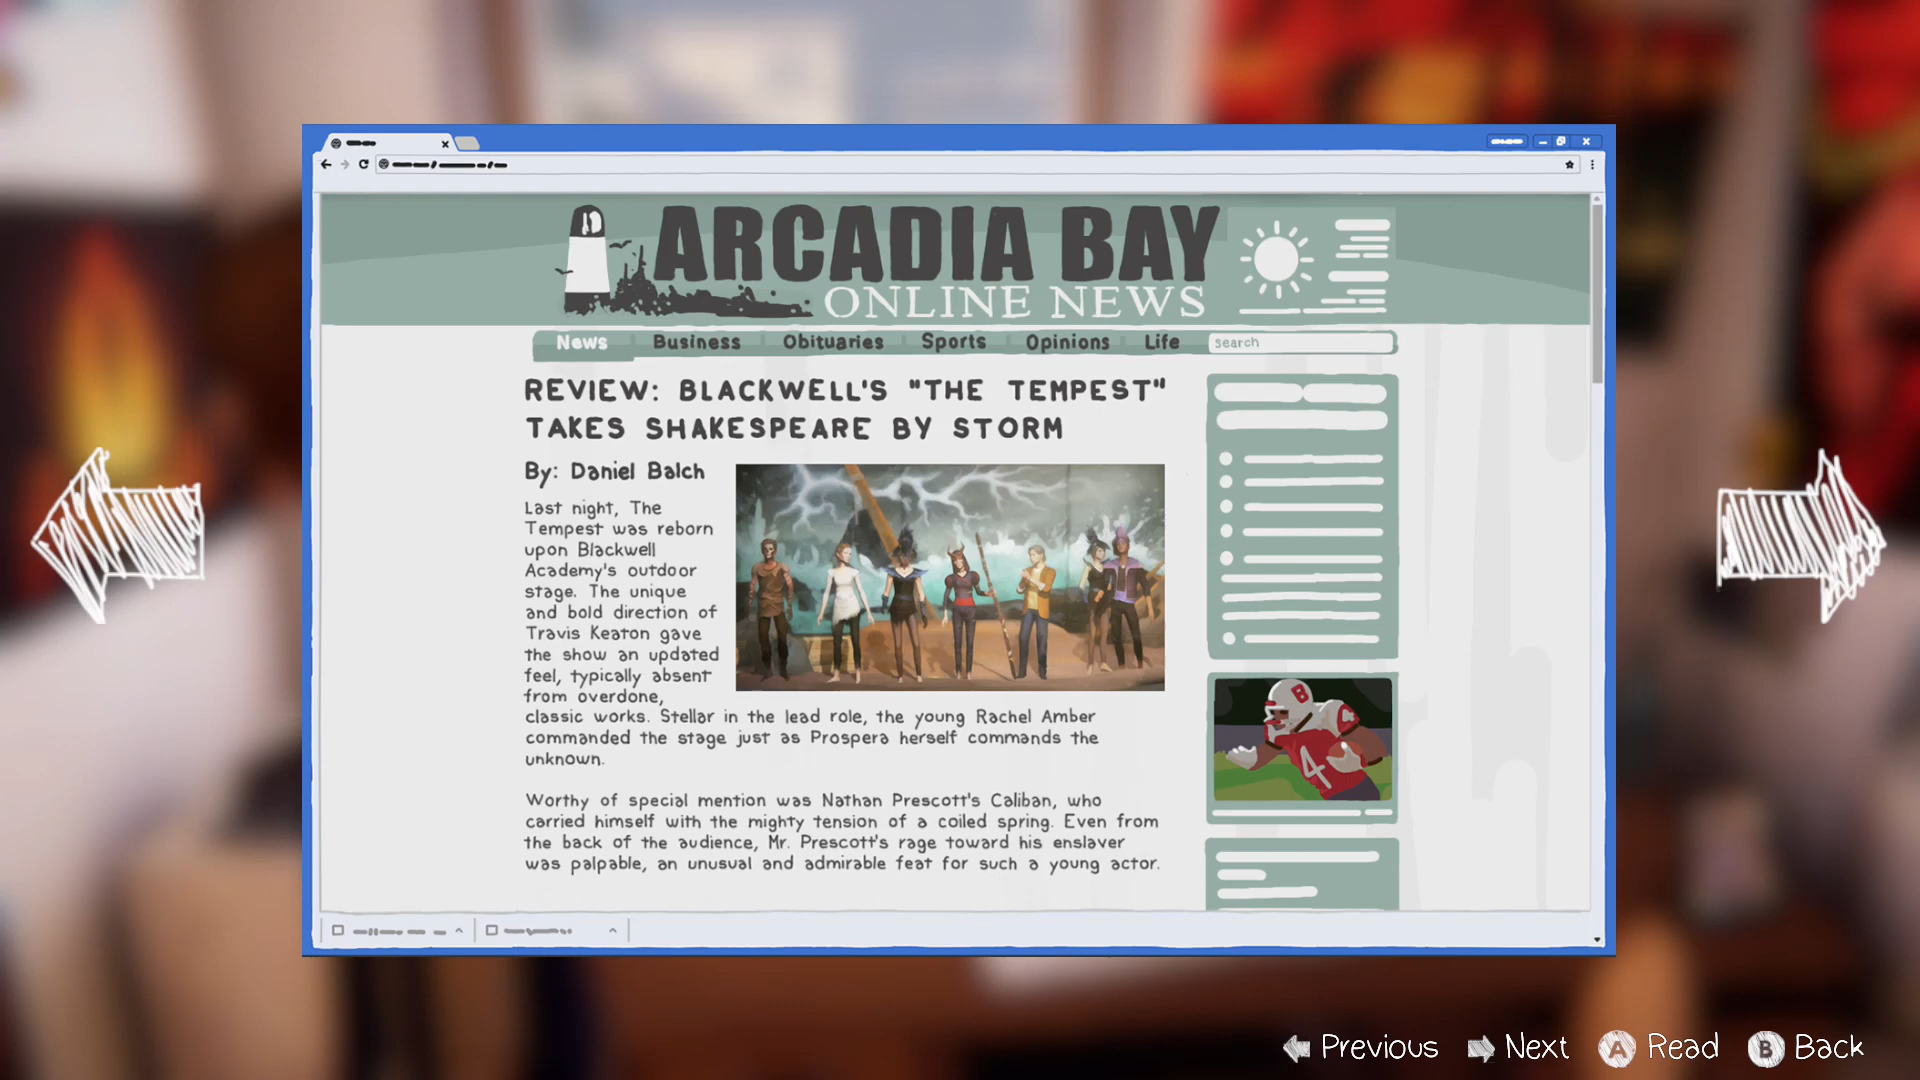 ARCADIA BAY
ONLINE NEWS
News Business Obituaries Sports Opinions Life search
REVIEW: BLACKWELL'S "THE TEMPEST"
TAKES SHAKESPEARE BY STORM
By: Daniel Balch
Last night, The
Tempest was reborn
upon Blackwell
Academy's outdoor
stage. The unique
and bold direction of
Travis Keaton gave
the show an updated
feel, typically absent
from overdone,
classic works. Stellar in the lead role, the young Rachel Amber
commanded the stage just as Prospera herself commands the
unknown.
Worthy of special mention was Nathan Prescott's Caliban, who
carried himself with the mighty tension of a coiled spring. Even from
the back of the audience, Mr. Prescott's rage toward his enslaver
was palpable, an unusual and admirable feat for such a young actor.
B
4
4
Previous Next A Read B Back